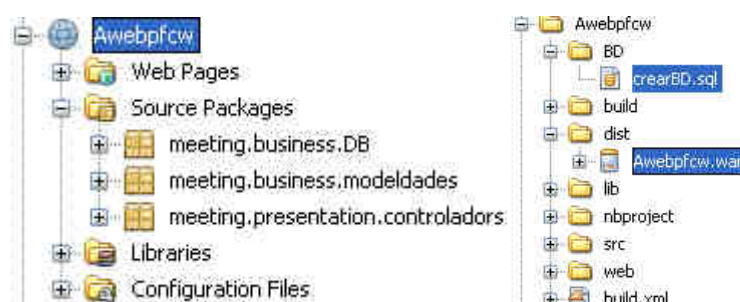 Awebpfcw
Web Pages
Source Packages
meeting.business.DB
meeting.business.modeldades
meeting.presentation.controladors
Libraries
Configuration Files
Awebpfcw
BD
crearBD.sql
build
dist
Awebpfcw.war
lib
nbproject
src
web
build.xml